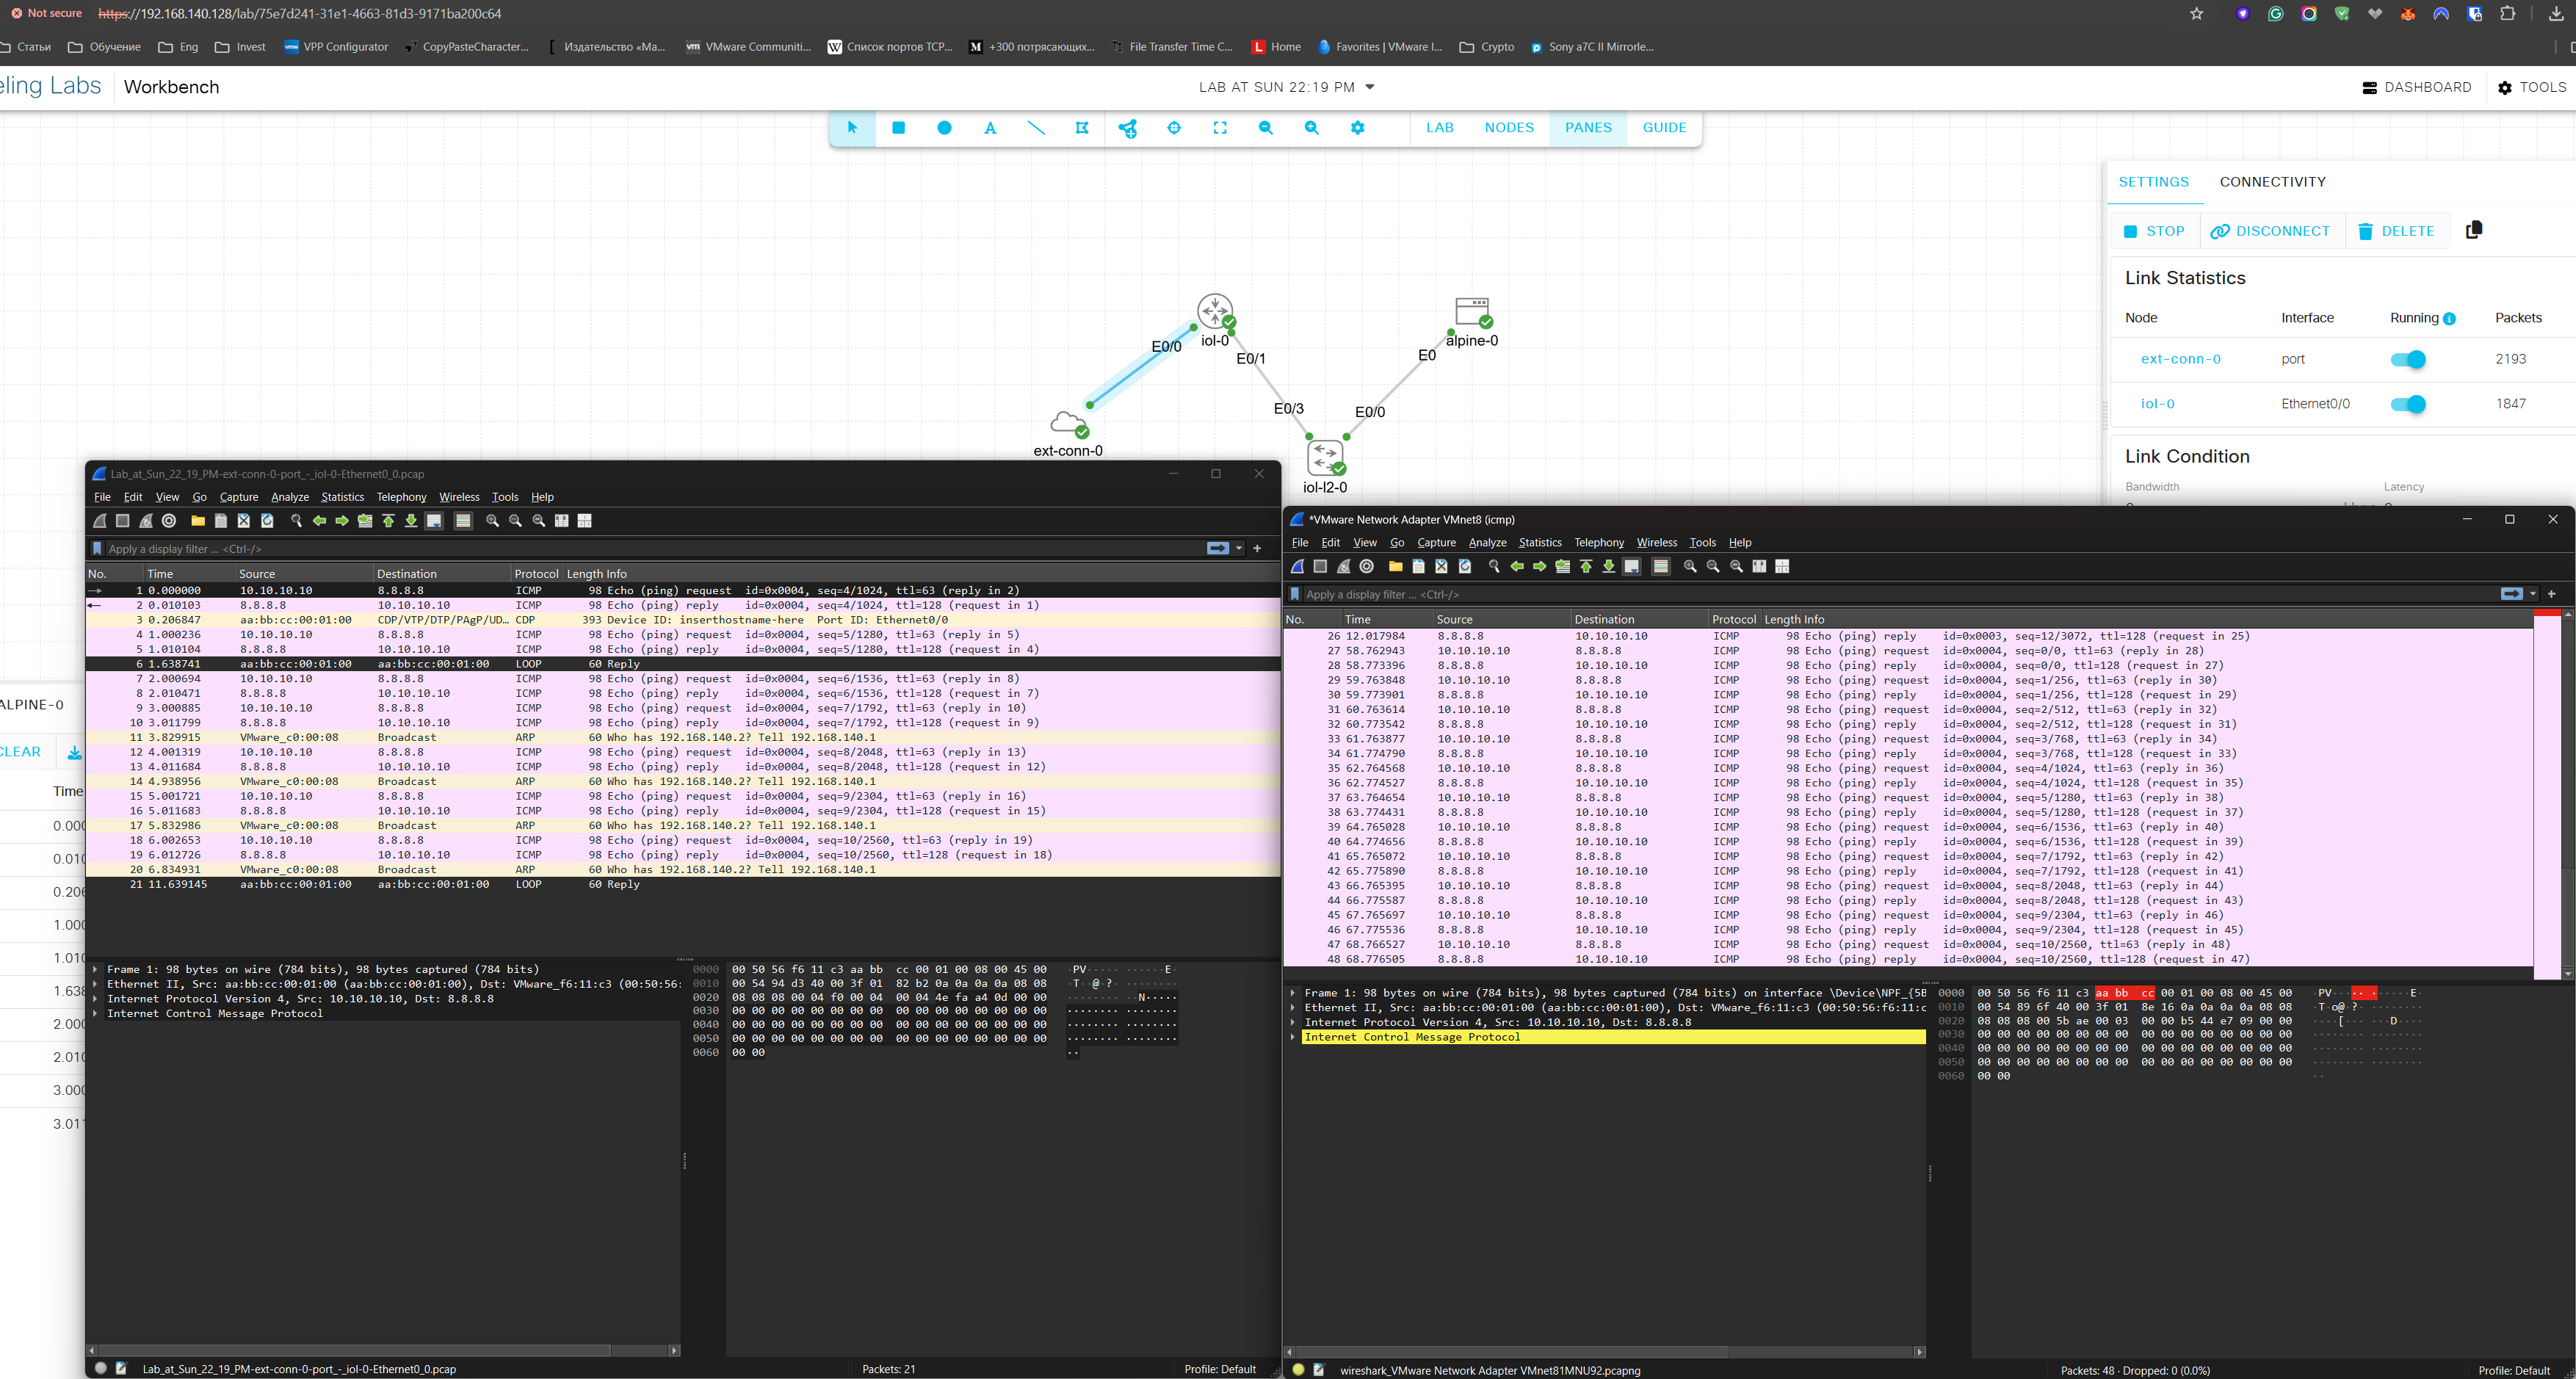 Not secure https://192.168.140.128/lab/75e7d241-31e1-4663-81d3-9171ba200c64
Статьи Обучение Eng Invest VPP Configurator CopyPasteCharacter... Издательство «Ма... VMware Communiti... Список портов TCP... +300 потрясающих... File Transfer Time C... Home Favorites | VMware I... Crypto Sony a7C II Mirrorle...
eling Labs Workbench LAB AT SUN 22:19 PM DASHBOARD TOOLS
LAB NODES PANES GUIDE
SETTINGS CONNECTIVITY
STOP DISCONNECT DELETE
Link Statistics
Node Interface Running Packets
ext-conn-0 port 2193
iol-0 Ethernet0/0 1847
Link Condition
Bandwidth Latency
iol-0
alpine-0
E0/0
E0/1
E0
E0/3
E0/0
ext-conn-0
iol-l2-0
ALPINE-0
CLEAR
Time
0.000
0.010
0.206
1.000
1.010
1.638
2.000
2.010
3.000
3.011
Lab_at_Sun_22_19_PM-ext-conn-0-port_-_iol-0-Ethernet0_0.pcap
File Edit View Go Capture Analyze Statistics Telephony Wireless Tools Help
Apply a display filter ... <Ctrl-/>
No. Time Source Destination Protocol Length Info
1 0.000000 10.10.10.10 8.8.8.8 ICMP 98 Echo (ping) request id=0x0004, seq=4/1024, ttl=63 (reply in 2)
2 0.010103 8.8.8.8 10.10.10.10 ICMP 98 Echo (ping) reply id=0x0004, seq=4/1024, ttl=128 (request in 1)
3 0.206847 aa:bb:cc:00:01:00 CDP/VTP/DTP/PAgP/UD… CDP 393 Device ID: inserthostname-here Port ID: Ethernet0/0
4 1.000236 10.10.10.10 8.8.8.8 ICMP 98 Echo (ping) request id=0x0004, seq=5/1280, ttl=63 (reply in 5)
5 1.010104 8.8.8.8 10.10.10.10 ICMP 98 Echo (ping) reply id=0x0004, seq=5/1280, ttl=128 (request in 4)
6 1.638741 aa:bb:cc:00:01:00 aa:bb:cc:00:01:00 LOOP 60 Reply
7 2.000694 10.10.10.10 8.8.8.8 ICMP 98 Echo (ping) request id=0x0004, seq=6/1536, ttl=63 (reply in 8)
8 2.010471 8.8.8.8 10.10.10.10 ICMP 98 Echo (ping) reply id=0x0004, seq=6/1536, ttl=128 (request in 7)
9 3.000885 10.10.10.10 8.8.8.8 ICMP 98 Echo (ping) request id=0x0004, seq=7/1792, ttl=63 (reply in 10)
10 3.011799 8.8.8.8 10.10.10.10 ICMP 98 Echo (ping) reply id=0x0004, seq=7/1792, ttl=128 (request in 9)
11 3.829915 VMware_c0:00:08 Broadcast ARP 60 Who has 192.168.140.2? Tell 192.168.140.1
12 4.001319 10.10.10.10 8.8.8.8 ICMP 98 Echo (ping) request id=0x0004, seq=8/2048, ttl=63 (reply in 13)
13 4.011684 8.8.8.8 10.10.10.10 ICMP 98 Echo (ping) reply id=0x0004, seq=8/2048, ttl=128 (request in 12)
14 4.938956 VMware_c0:00:08 Broadcast ARP 60 Who has 192.168.140.2? Tell 192.168.140.1
15 5.001721 10.10.10.10 8.8.8.8 ICMP 98 Echo (ping) request id=0x0004, seq=9/2304, ttl=63 (reply in 16)
16 5.011683 8.8.8.8 10.10.10.10 ICMP 98 Echo (ping) reply id=0x0004, seq=9/2304, ttl=128 (request in 15)
17 5.832986 VMware_c0:00:08 Broadcast ARP 60 Who has 192.168.140.2? Tell 192.168.140.1
18 6.002653 10.10.10.10 8.8.8.8 ICMP 98 Echo (ping) request id=0x0004, seq=10/2560, ttl=63 (reply in 19)
19 6.012726 8.8.8.8 10.10.10.10 ICMP 98 Echo (ping) reply id=0x0004, seq=10/2560, ttl=128 (request in 18)
20 6.834931 VMware_c0:00:08 Broadcast ARP 60 Who has 192.168.140.2? Tell 192.168.140.1
21 11.639145 aa:bb:cc:00:01:00 aa:bb:cc:00:01:00 LOOP 60 Reply
Frame 1: 98 bytes on wire (784 bits), 98 bytes captured (784 bits)
Ethernet II, Src: aa:bb:cc:00:01:00 (aa:bb:cc:00:01:00), Dst: VMware_f6:11:c3 (00:50:56:
Internet Protocol Version 4, Src: 10.10.10.10, Dst: 8.8.8.8
Internet Control Message Protocol
0000 00 50 56 f6 11 c3 aa bb cc 00 01 00 08 00 45 00 ·PV····· ······E·
0010 00 54 94 d3 40 00 3f 01 82 b2 0a 0a 0a 0a 08 08 ·T··@·?· ········
0020 08 08 08 00 04 f0 00 04 00 04 4e fa a4 0d 00 00 ········ ··N·····
0030 00 00 00 00 00 00 00 00 00 00 00 00 00 00 00 00 ········ ········
0040 00 00 00 00 00 00 00 00 00 00 00 00 00 00 00 00 ········ ········
0050 00 00 00 00 00 00 00 00 00 00 00 00 00 00 00 00 ········ ········
0060 00 00 ··
Lab_at_Sun_22_19_PM-ext-conn-0-port_-_iol-0-Ethernet0_0.pcap Packets: 21 Profile: Default
*VMware Network Adapter VMnet8 (icmp)
File Edit View Go Capture Analyze Statistics Telephony Wireless Tools Help
Apply a display filter ... <Ctrl-/>
No. Time Source Destination Protocol Length Info
26 12.017984 8.8.8.8 10.10.10.10 ICMP 98 Echo (ping) reply id=0x0003, seq=12/3072, ttl=128 (request in 25)
27 58.762943 10.10.10.10 8.8.8.8 ICMP 98 Echo (ping) request id=0x0004, seq=0/0, ttl=63 (reply in 28)
28 58.773396 8.8.8.8 10.10.10.10 ICMP 98 Echo (ping) reply id=0x0004, seq=0/0, ttl=128 (request in 27)
29 59.763848 10.10.10.10 8.8.8.8 ICMP 98 Echo (ping) request id=0x0004, seq=1/256, ttl=63 (reply in 30)
30 59.773901 8.8.8.8 10.10.10.10 ICMP 98 Echo (ping) reply id=0x0004, seq=1/256, ttl=128 (request in 29)
31 60.763614 10.10.10.10 8.8.8.8 ICMP 98 Echo (ping) request id=0x0004, seq=2/512, ttl=63 (reply in 32)
32 60.773542 8.8.8.8 10.10.10.10 ICMP 98 Echo (ping) reply id=0x0004, seq=2/512, ttl=128 (request in 31)
33 61.763877 10.10.10.10 8.8.8.8 ICMP 98 Echo (ping) request id=0x0004, seq=3/768, ttl=63 (reply in 34)
34 61.774790 8.8.8.8 10.10.10.10 ICMP 98 Echo (ping) reply id=0x0004, seq=3/768, ttl=128 (request in 33)
35 62.764568 10.10.10.10 8.8.8.8 ICMP 98 Echo (ping) request id=0x0004, seq=4/1024, ttl=63 (reply in 36)
36 62.774527 8.8.8.8 10.10.10.10 ICMP 98 Echo (ping) reply id=0x0004, seq=4/1024, ttl=128 (request in 35)
37 63.764654 10.10.10.10 8.8.8.8 ICMP 98 Echo (ping) request id=0x0004, seq=5/1280, ttl=63 (reply in 38)
38 63.774431 8.8.8.8 10.10.10.10 ICMP 98 Echo (ping) reply id=0x0004, seq=5/1280, ttl=128 (request in 37)
39 64.765028 10.10.10.10 8.8.8.8 ICMP 98 Echo (ping) request id=0x0004, seq=6/1536, ttl=63 (reply in 40)
40 64.774656 8.8.8.8 10.10.10.10 ICMP 98 Echo (ping) reply id=0x0004, seq=6/1536, ttl=128 (request in 39)
41 65.765072 10.10.10.10 8.8.8.8 ICMP 98 Echo (ping) request id=0x0004, seq=7/1792, ttl=63 (reply in 42)
42 65.775890 8.8.8.8 10.10.10.10 ICMP 98 Echo (ping) reply id=0x0004, seq=7/1792, ttl=128 (request in 41)
43 66.765395 10.10.10.10 8.8.8.8 ICMP 98 Echo (ping) request id=0x0004, seq=8/2048, ttl=63 (reply in 44)
44 66.775587 8.8.8.8 10.10.10.10 ICMP 98 Echo (ping) reply id=0x0004, seq=8/2048, ttl=128 (request in 43)
45 67.765697 10.10.10.10 8.8.8.8 ICMP 98 Echo (ping) request id=0x0004, seq=9/2304, ttl=63 (reply in 46)
46 67.775536 8.8.8.8 10.10.10.10 ICMP 98 Echo (ping) reply id=0x0004, seq=9/2304, ttl=128 (request in 45)
47 68.766527 10.10.10.10 8.8.8.8 ICMP 98 Echo (ping) request id=0x0004, seq=10/2560, ttl=63 (reply in 48)
48 68.776505 8.8.8.8 10.10.10.10 ICMP 98 Echo (ping) reply id=0x0004, seq=10/2560, ttl=128 (request in 47)
Frame 1: 98 bytes on wire (784 bits), 98 bytes captured (784 bits) on interface \Device\NPF_{5B
Ethernet II, Src: aa:bb:cc:00:01:00 (aa:bb:cc:00:01:00), Dst: VMware_f6:11:c3 (00:50:56:f6:11:c
Internet Protocol Version 4, Src: 10.10.10.10, Dst: 8.8.8.8
Internet Control Message Protocol
0000 00 50 56 f6 11 c3 aa bb cc 00 01 00 08 00 45 00 ·PV····· ······E·
0010 00 54 89 6f 40 00 3f 01 8e 16 0a 0a 0a 0a 08 08 ·T·o@·?· ········
0020 08 08 08 00 5b ae 00 03 00 00 b5 44 e7 09 00 00 ····[··· ···D····
0030 00 00 00 00 00 00 00 00 00 00 00 00 00 00 00 00 ········ ········
0040 00 00 00 00 00 00 00 00 00 00 00 00 00 00 00 00 ········ ········
0050 00 00 00 00 00 00 00 00 00 00 00 00 00 00 00 00 ········ ········
0060 00 00 ··
wireshark_VMware Network Adapter VMnet81MNU92.pcapng Packets: 48 · Dropped: 0 (0.0%) Profile: Default